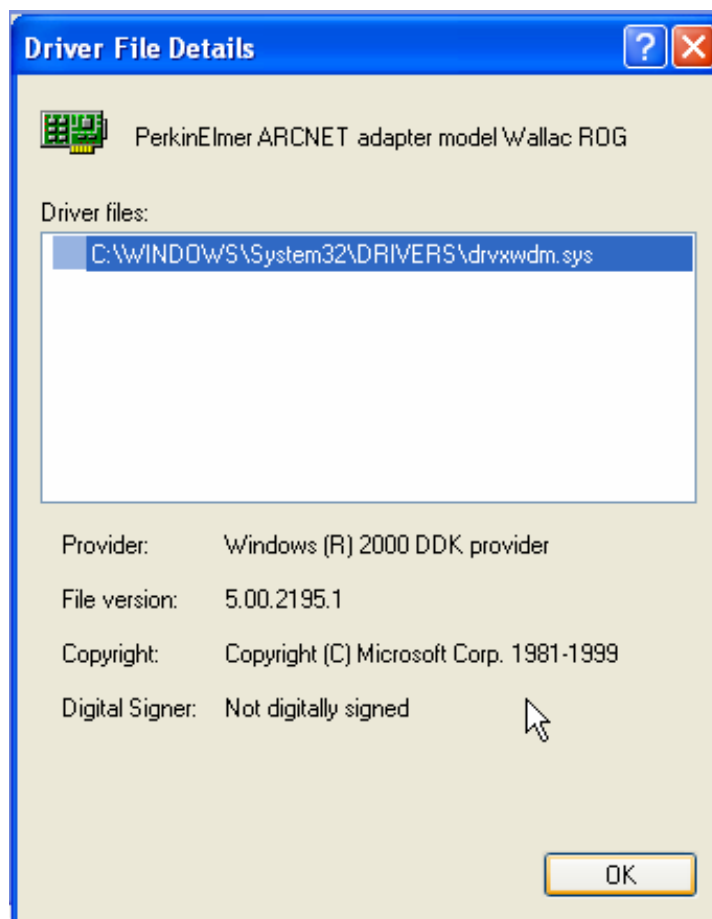 Driver File Details
?
PerkinElmer ARCNET adapter model Wallac ROG
Driver files:
C:\WINDOWS\System32\DRIVERS\drvxwdm.sys
Provider: Windows (R) 2000 DDK provider
File version: 5.00.2195.1
Copyright: Copyright (C) Microsoft Corp. 1981-1999
Digital Signer: Not digitally signed
OK